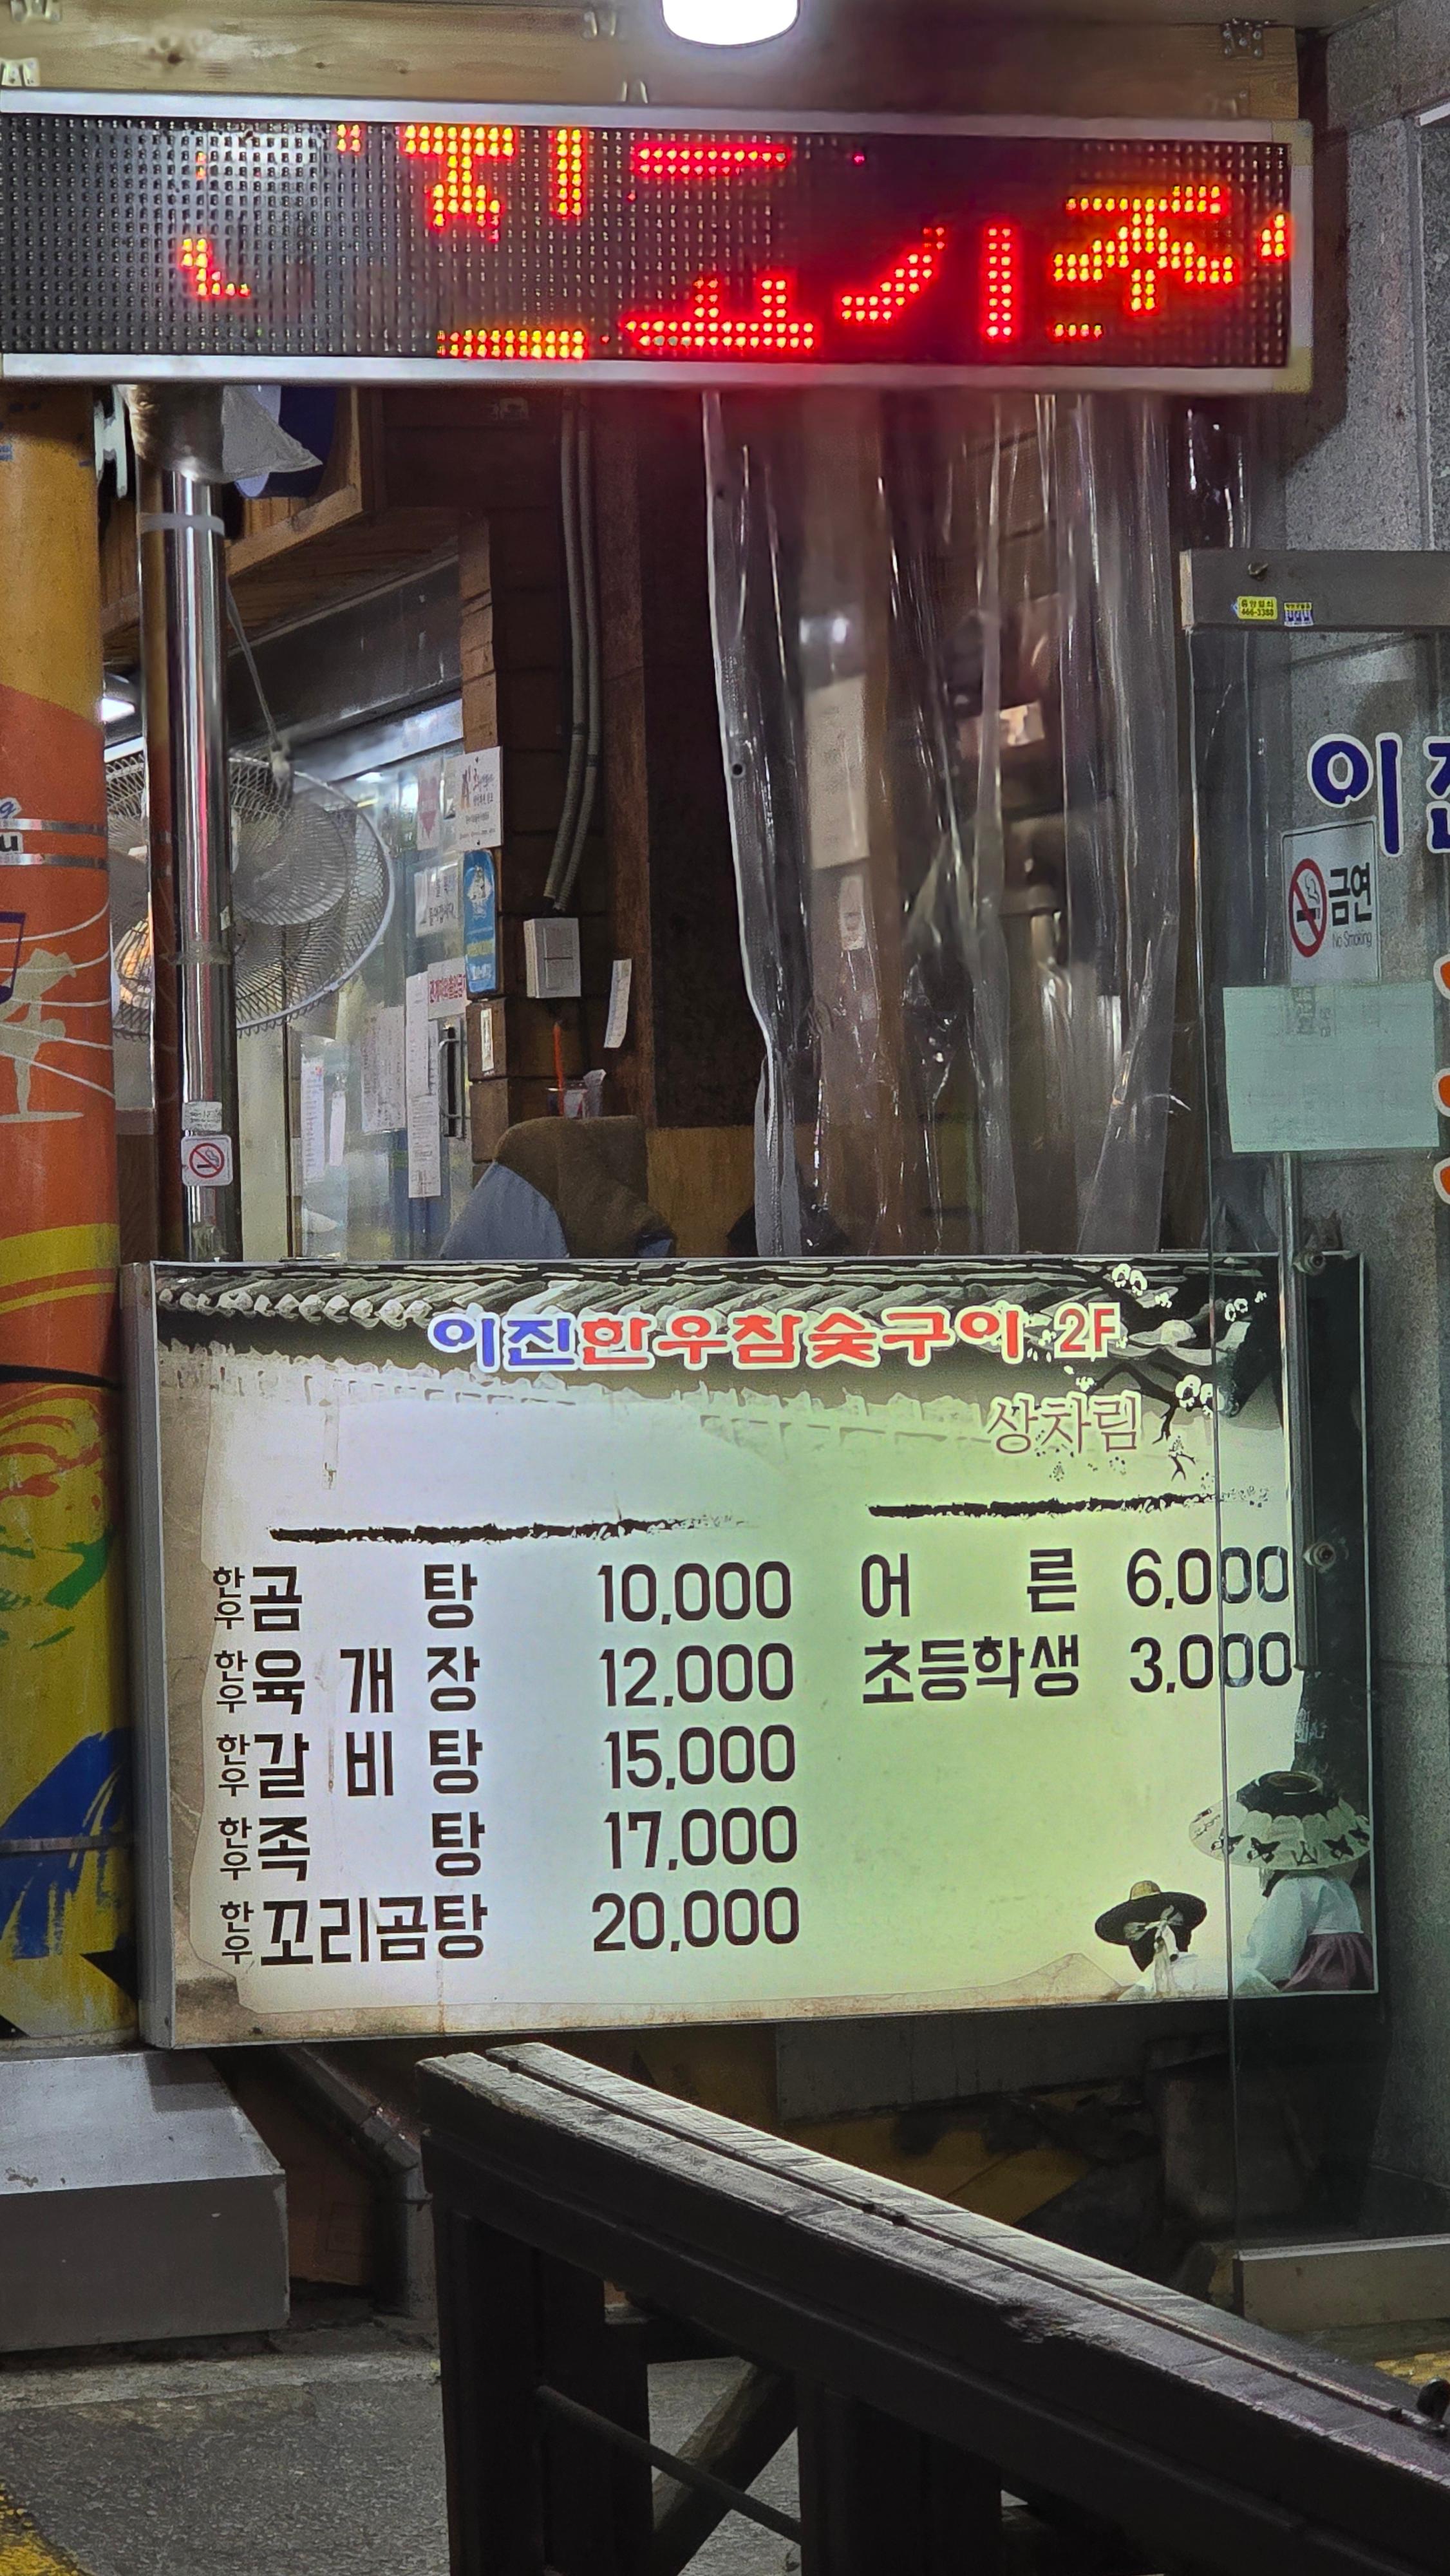 이진한우참숯구이 2F
상차림
한우 곰 탕 10,000
한우 육 개 장 12,000
한우 갈 비 탕 15,000
한우 족 탕 17,000
한우 꼬리곰탕 20,000
어 른 6,000
초등학생 3,000
이
금연
No Smoking